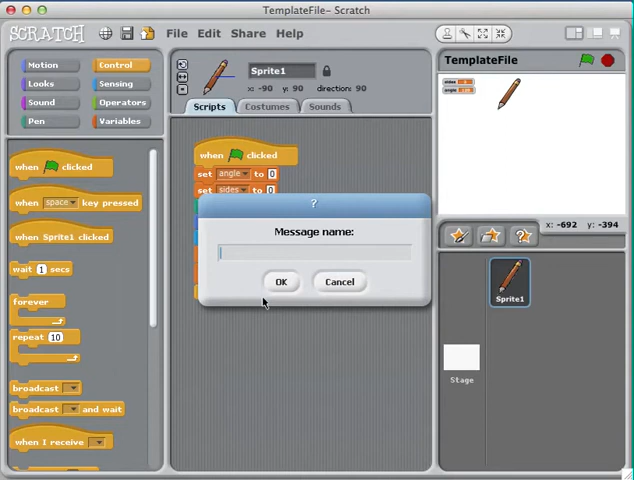 TemplateFile- Scratch
SCRATCH File Edit Share Help
Motion Control
Looks Sensing
Sound Operators
Pen Variables
when clicked
when space key pressed
when Sprite1 clicked
wait 1 secs
forever
repeat 10
broadcast
broadcast and wait
when I receive
Sprite1
x: -90 y: 90 direction: 90
Scripts Costumes Sounds
when clicked
set angle to 0
set sides to 0
?
Message name:
OK Cancel
TemplateFile
sides
angle
x: -692 y: -394
Sprite1
Stage